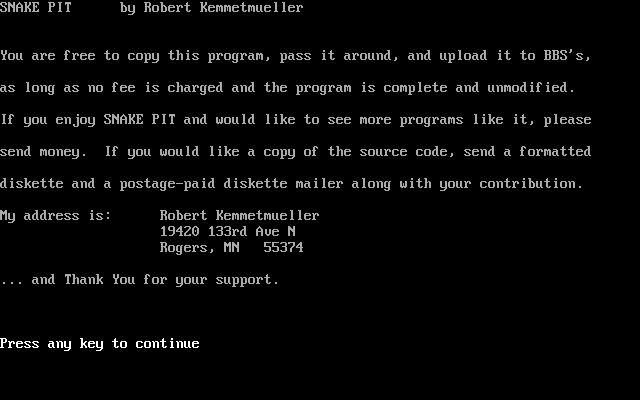 SNAKE PIT      by Robert Kemmetmueller
You are free to copy this program, pass it around, and upload it to BBS's,
as long as no fee is charged and the program is complete and unmodified.
If you enjoy SNAKE PIT and would like to see more programs like it, please
send money.  If you would like a copy of the source code, send a formatted
diskette and a postage-paid diskette mailer along with your contribution.
My address is:      Robert Kemmetmueller
19420 133rd Ave N
Rogers, MN   55374
... and Thank You for your support.
Press any key to continue